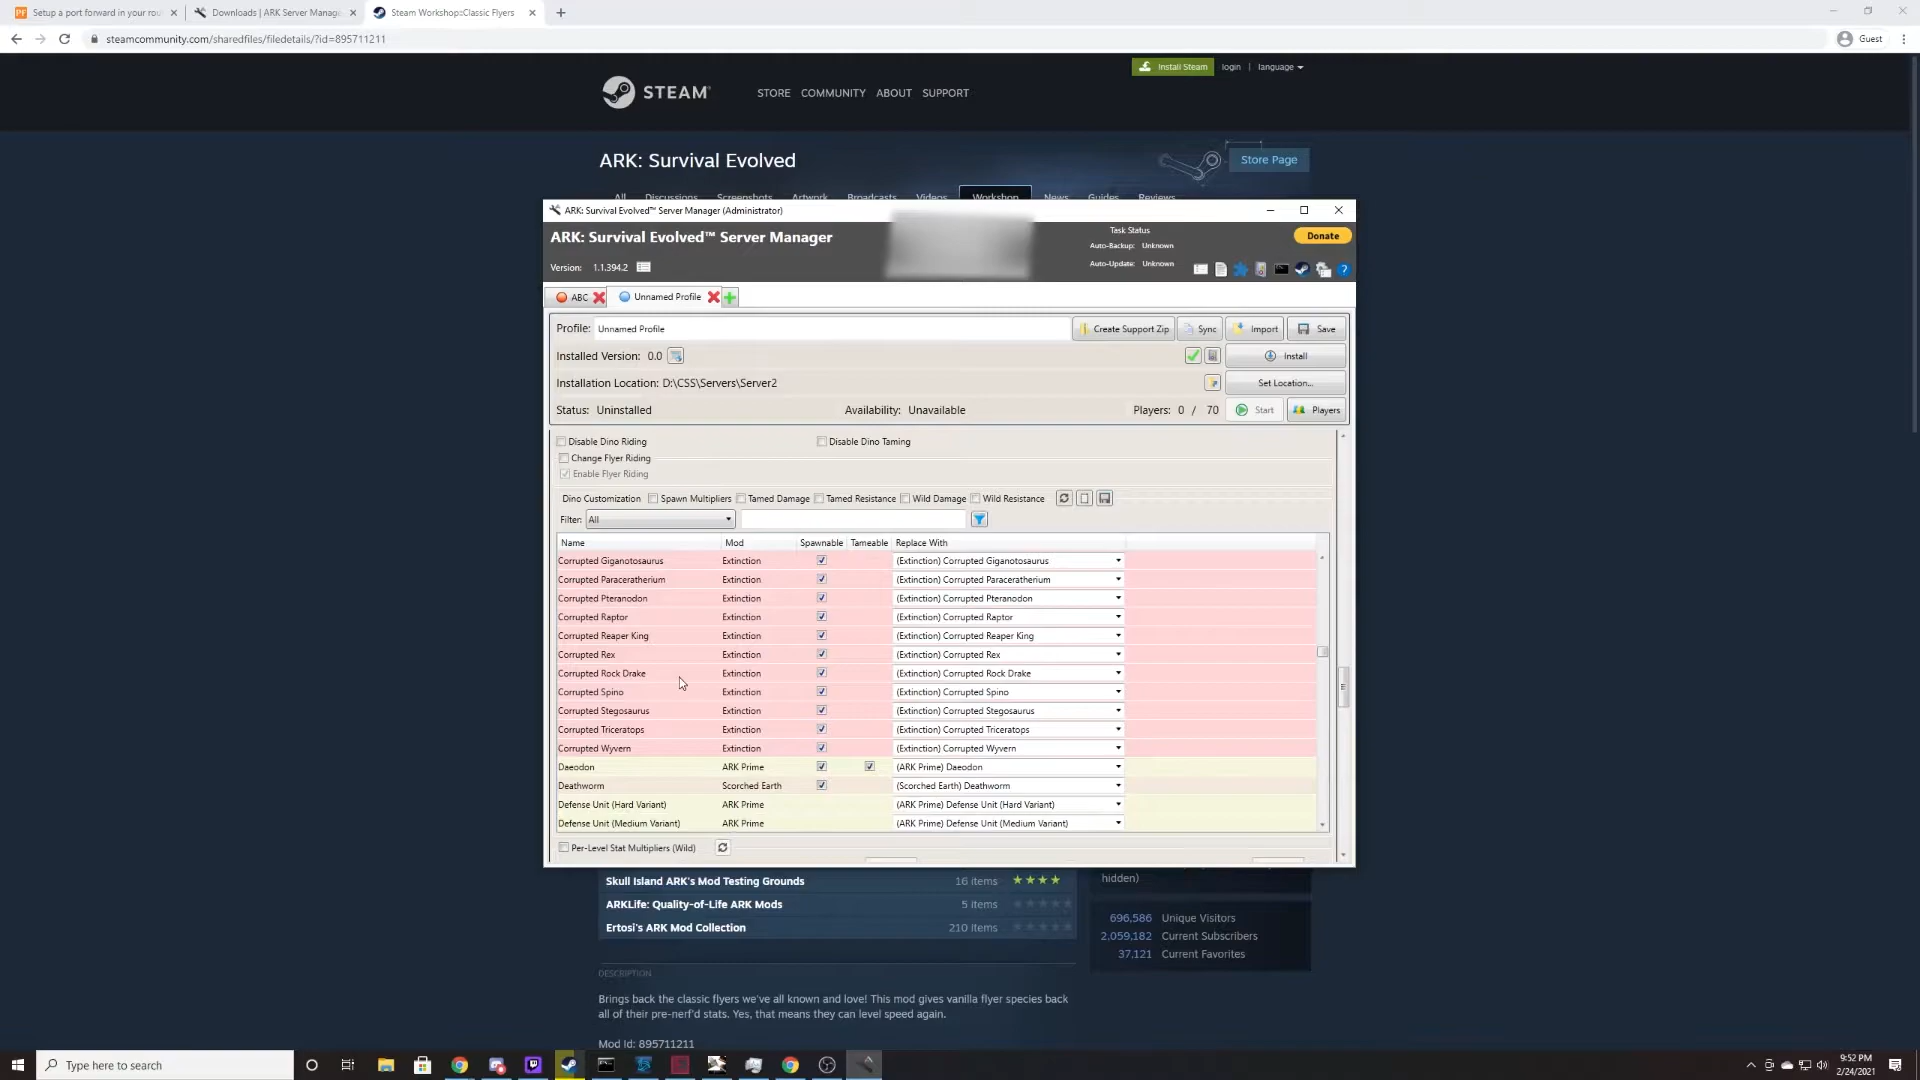 Setup a port forward in your rou
Downloads | ARK Server Manage
Steam Workshop::Classic Flyers
steamcommunity.com/sharedfiles/filedetails/?id=895711211
Guest
Install Steam login | language
STEAM
STORE COMMUNITY ABOUT SUPPORT
ARK: Survival Evolved
Store Page
All Discussions Screenshots Artwork Broadcasts Videos Workshop News Guides Reviews
ARK: Survival Evolved™ Server Manager (Administrator)
ARK: Survival Evolved™ Server Manager
Task Status
Donate
Auto-Backup: Unknown
Version: 1.1.394.2
Auto-Update: Unknown
ABC
Unnamed Profile
Profile: Unnamed Profile
Create Support Zip Sync Import Save
Installed Version: 0.0
Install
Installation Location: D:\CSS\Servers\Server2
Set Location...
Status: Uninstalled Availability: Unavailable Players: 0 / 70 Start Players
Disable Dino Riding Disable Dino Taming
Change Flyer Riding
Enable Flyer Riding
Dino Customization Spawn Multipliers Tamed Damage Tamed Resistance Wild Damage Wild Resistance
Filter: All
Name Mod Spawnable Tameable Replace With
Corrupted Giganotosaurus Extinction (Extinction) Corrupted Giganotosaurus
Corrupted Paraceratherium Extinction (Extinction) Corrupted Paraceratherium
Corrupted Pteranodon Extinction (Extinction) Corrupted Pteranodon
Corrupted Raptor Extinction (Extinction) Corrupted Raptor
Corrupted Reaper King Extinction (Extinction) Corrupted Reaper King
Corrupted Rex Extinction (Extinction) Corrupted Rex
Corrupted Rock Drake Extinction (Extinction) Corrupted Rock Drake
Corrupted Spino Extinction (Extinction) Corrupted Spino
Corrupted Stegosaurus Extinction (Extinction) Corrupted Stegosaurus
Corrupted Triceratops Extinction (Extinction) Corrupted Triceratops
Corrupted Wyvern Extinction (Extinction) Corrupted Wyvern
Daeodon ARK Prime (ARK Prime) Daeodon
Deathworm Scorched Earth (Scorched Earth) Deathworm
Defense Unit (Hard Variant) ARK Prime (ARK Prime) Defense Unit (Hard Variant)
Defense Unit (Medium Variant) ARK Prime (ARK Prime) Defense Unit (Medium Variant)
Per-Level Stat Multipliers (Wild)
Skull Island ARK's Mod Testing Grounds 16 items
hidden)
ARKLife: Quality-of-Life ARK Mods 5 items
Ertosi's ARK Mod Collection 210 items
696,586 Unique Visitors
2,059,182 Current Subscribers
37,121 Current Favorites
DESCRIPTION
Brings back the classic flyers we've all known and love! This mod gives vanilla flyer species back
all of their pre-nerf'd stats. Yes, that means they can level speed again.
Mod Id: 895711211
Type here to search
9:52 PM
2/24/2021